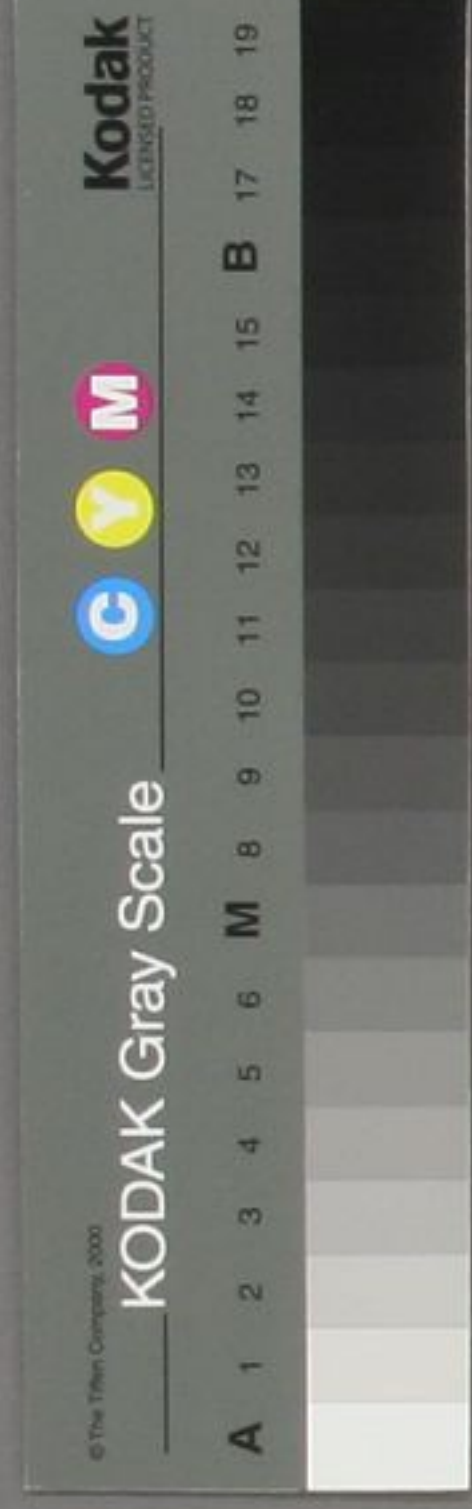 © The Tiffen Company, 2000
KODAK Gray Scale
C Y M
Kodak
LICENSED PRODUCT
A 1 2 3 4 5 6 M 8 9 10 11 12 13 14 15 B 17 18 19